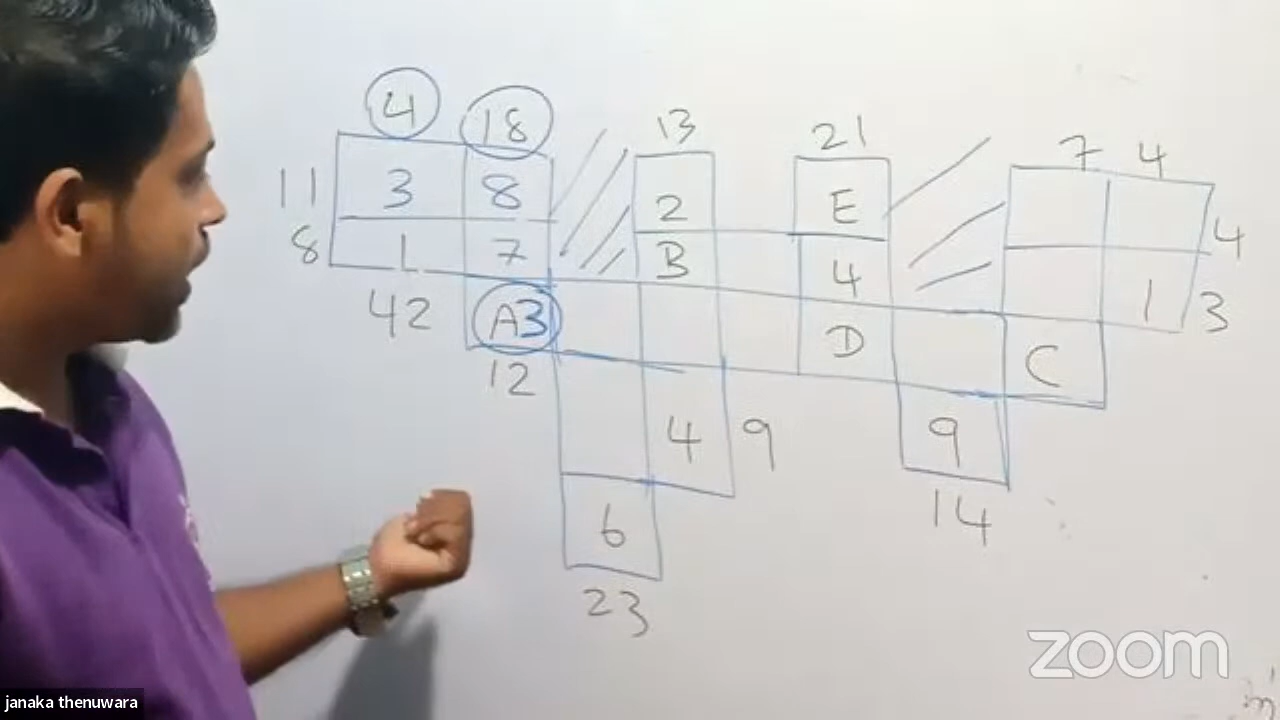 4 18 13 21 7 4
11 3 8 2 E 4
8 1 7 B 4 1 3
42 A3 D C
12
4 9 9
6 14
23
zoom
janaka thenuwara